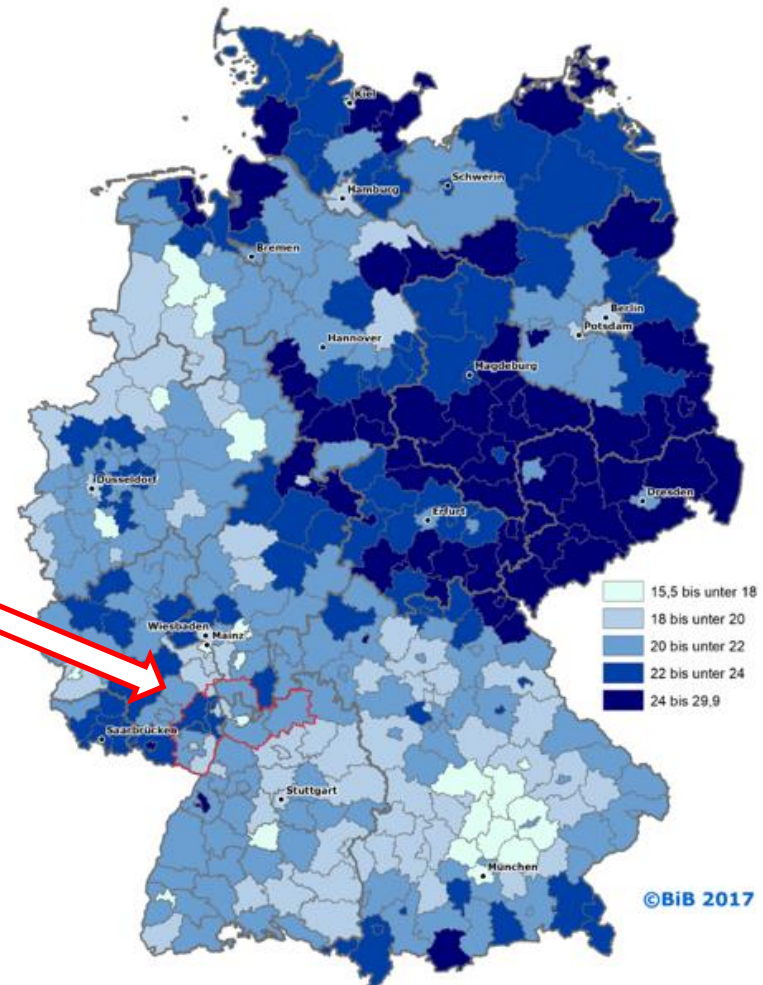 Kiel
Schwerin
Hamburg
Bremen
Berlin
Potsdam
Hannover
Magdeburg
Düsseldorf
Dresden
Erfurt
15,5 bis unter 18
18 bis unter 20
20 bis unter 22
22 bis unter 24
24 bis 29,9
Wiesbaden
Mainz
Saarbrücken
Stuttgart
München
©BiB 2017